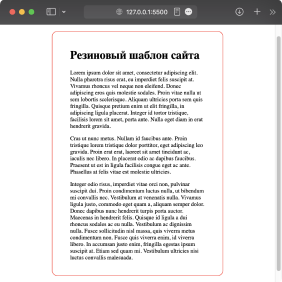 127.0.0.1:5500
Резиновый шаблон сайта
Lorem ipsum dolor sit amet, consectetur adipiscing elit.
Nulla pharetra risus erat, eu imperdiet felis suscipit at.
Vivamus rhoncus vel neque non eleifend. Donec
adipiscing eros quis molestie sodales. Proin vitae nulla ut
sem lobortis scelerisque. Aliquam ultricies porta sem quis
fringilla. Quisque pretium ut elit fringilla, in
adipiscing ligula placerat. Integer id tortor tristique,
facilisis lorem sit amet, porta ante. Nulla eget diam in erat
hendrerit gravida.
Cras ut nunc metus. Nullam id faucibus ante. Proin
tristique lorem tristique dolor porttitor, eget adipiscing leo
gravida. Proin erat erat, laoreet sit amet tincidunt ac,
iaculis nec libero. In placerat odio ac dapibus faucibus.
Praesent ut est in ligula facilisis congue eget ac ante.
Phasellus at felis vitae est molestie ultricies.
Integer odio risus, imperdiet vitae orci non, pulvinar
suscipit dui. Proin condimentum luctus nulla, ut bibendum
mi convallis nec. Vestibulum at venenatis nulla. Vivamus
ligula justo, commodo eget quam a, aliquam semper dolor.
Donec dapibus nunc hendrerit turpis porta auctor.
Maecenas in hendrerit felis. Quisque id ligula a dui
rhoncus sodales ac eu nulla. Vestibulum ac dignissim
nulla. Fusce sollicitudin nisl massa, quis viverra metus
condimentum non. Fusce quis viverra enim, id viverra
libero. In accumsan justo enim, fringilla egestas ipsum
suscipit at. Etiam sed quam mi. Vestibulum ultricies nisi
luctus convallis malesuada.